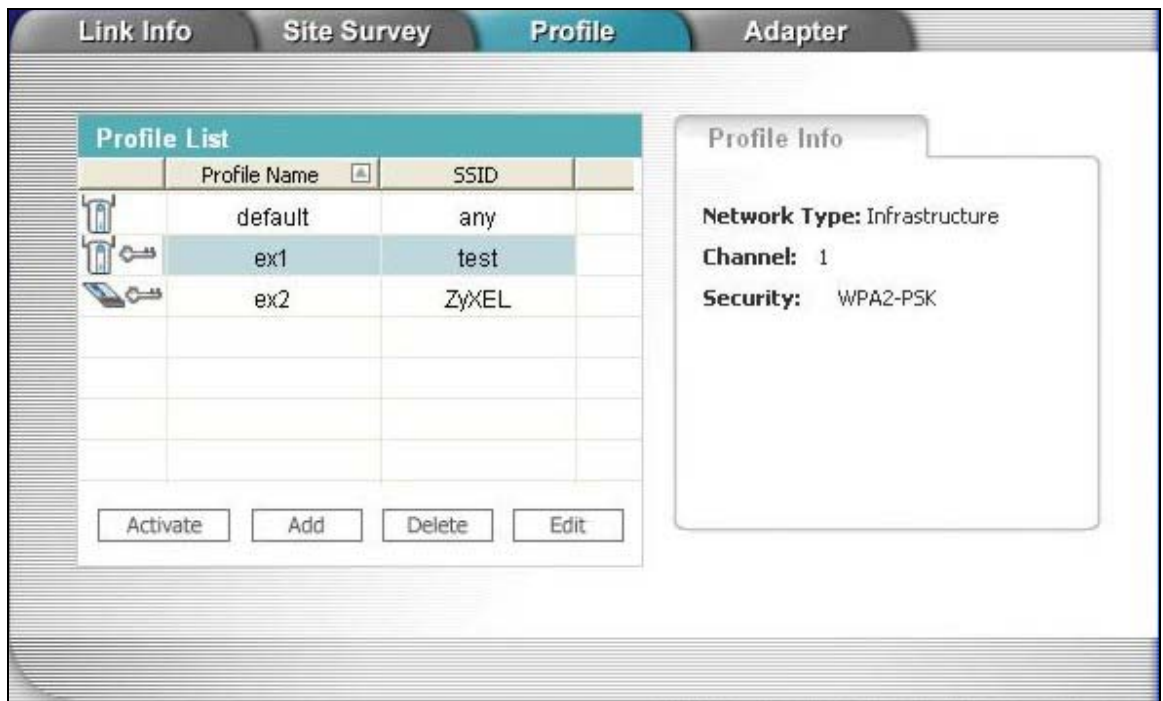 Link Info Site Survey Profile Adapter
Profile List
Profile Name SSID
default any
ex1 test
ex2 ZyXEL
Activate Add Delete Edit
Profile Info
Network Type: Infrastructure
Channel: 1
Security: WPA2-PSK